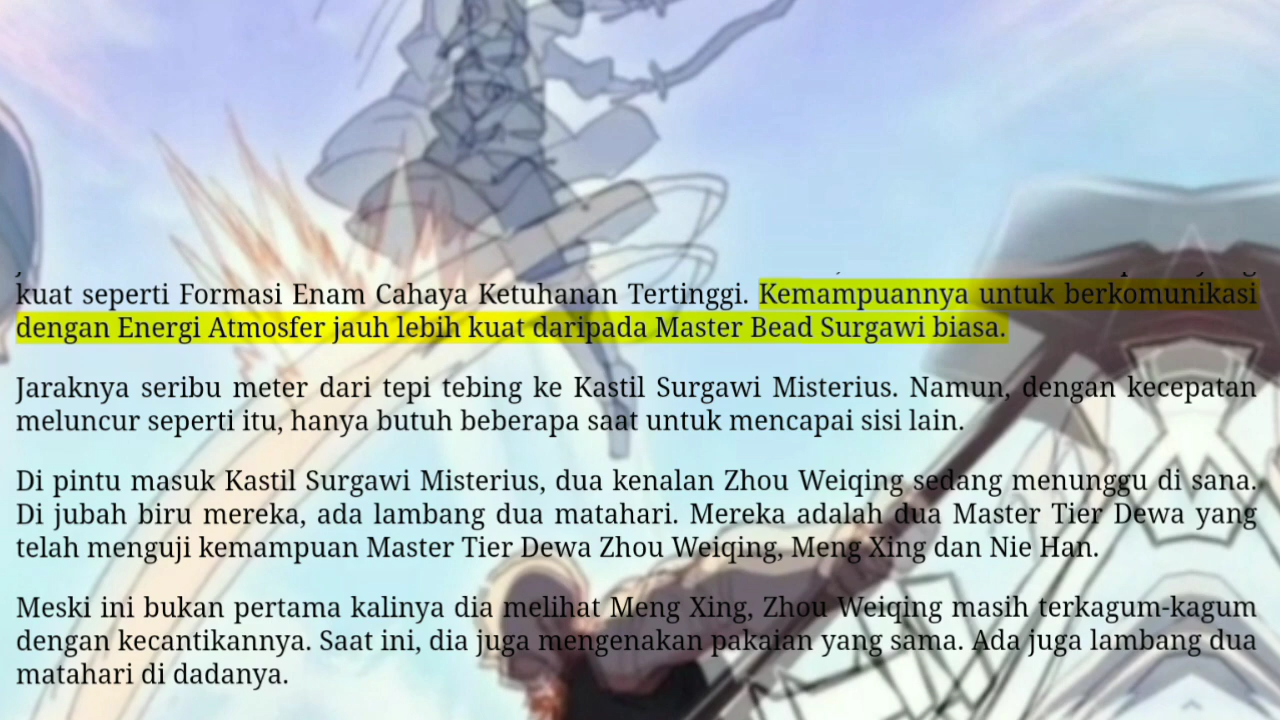 kuat seperti Formasi Enam Cahaya Ketuhanan Tertinggi. Kemampuannya untuk berkomunikasi
dengan Energi Atmosfer jauh lebih kuat daripada Master Bead Surgawi biasa.
Jaraknya seribu meter dari tepi tebing ke Kastil Surgawi Misterius. Namun, dengan kecepatan
meluncur seperti itu, hanya butuh beberapa saat untuk mencapai sisi lain.
Di pintu masuk Kastil Surgawi Misterius, dua kenalan Zhou Weiqing sedang menunggu di sana.
Di jubah biru mereka, ada lambang dua matahari. Mereka adalah dua Master Tier Dewa yang
telah menguji kemampuan Master Tier Dewa Zhou Weiqing, Meng Xing dan Nie Han.
Meski ini bukan pertama kalinya dia melihat Meng Xing, Zhou Weiqing masih terkagum-kagum
dengan kecantikannya. Saat ini, dia juga mengenakan pakaian yang sama. Ada juga lambang dua
matahari di dadanya.